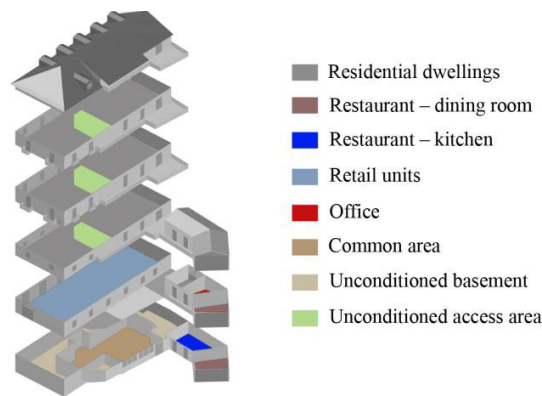 Residential dwellings
Restaurant – dining room
Restaurant – kitchen
Retail units
Office
Common area
Unconditioned basement
Unconditioned access area